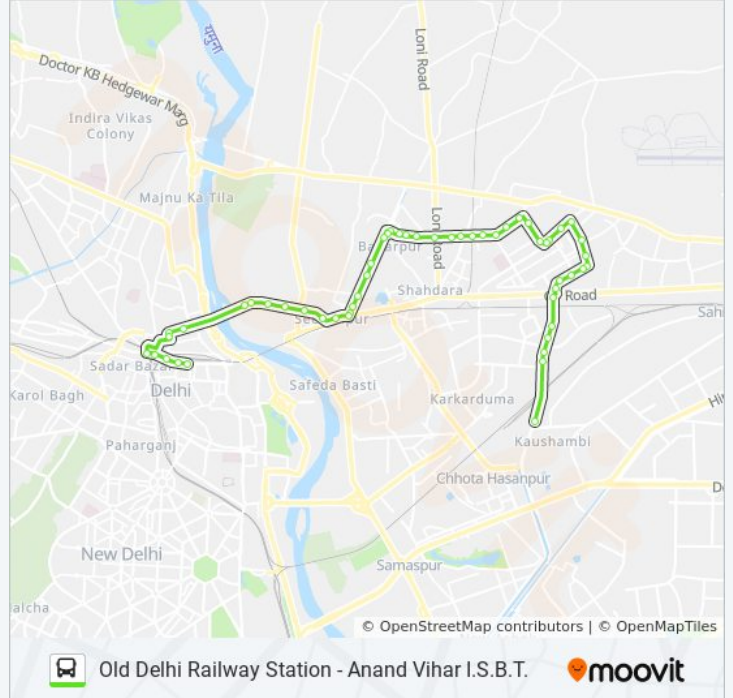 यमुना
Loni Road
Doctor KB Hedgewar Marg
Indira Vikas
Colony
Majnu Ka Tila
Loni Road
Shahdara
Road
Sadar Baza
Delhi
Safeda Basti
Karol Bagh
Karkarduma
Kaushambi
Paharganj
Chhota Hasanpur
New Delhi
Samaspur
© OpenStreetMap contributors | © OpenMapTiles
Old Delhi Railway Station - Anand Vihar I.S.B.T.
moovit